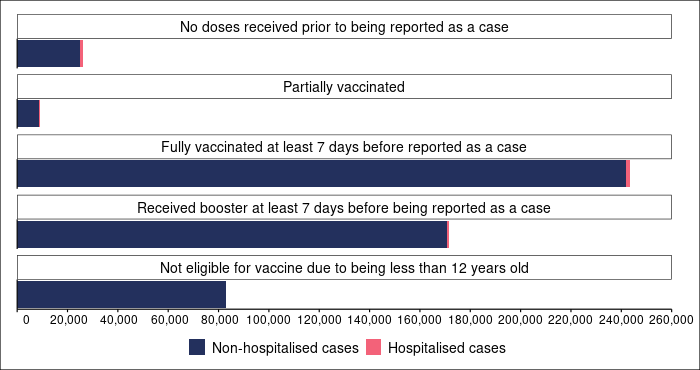 No doses received prior to being reported as a case
Partially vaccinated
Fully vaccinated at least 7 days before reported as a case
Received booster at least 7 days before being reported as a case
Not eligible for vaccine due to being less than 12 years old
0 20,000 40,000 60,000 80,000 100,000 120,000 140,000 160,000 180,000 200,000 220,000 240,000 260,000
Non-hospitalised cases Hospitalised cases